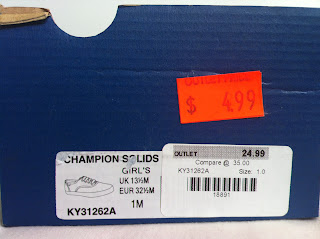 $ 4.99
CHAMPION SOLIDS
GIRL'S
UK 13½M
EUR 32½M
1M
KY31262A
OUTLET 24.99
Compare @ 35.00
KY31262A Size: 1.0
18891